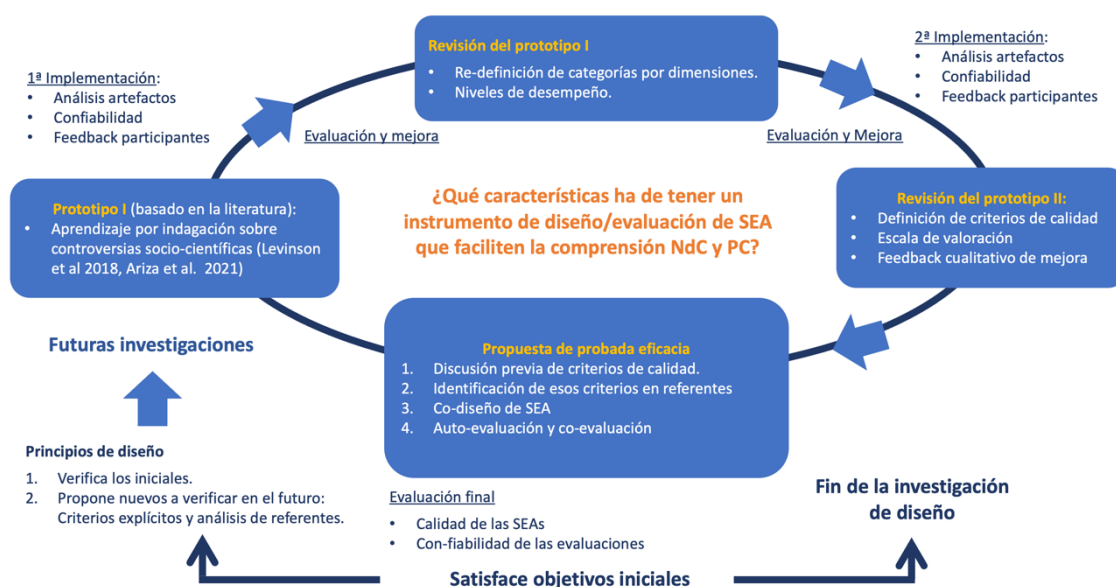 1ª Implementación:
• Análisis artefactos
• Confiabilidad
• Feedback participantes
Revisión del prototipo I
• Re-definición de categorías por dimensiones.
• Niveles de desempeño.
2ª Implementación:
• Análisis artefactos
• Confiabilidad
• Feedback participantes
Evaluación y mejora
Evaluación y Mejora
Prototipo I (basado en la literatura):
• Aprendizaje por indagación sobre
controversias socio-científicas (Levinson
et al 2018, Ariza et al. 2021)
¿Qué características ha de tener un
instrumento de diseño/evaluación de SEA
que faciliten la comprensión NdC y PC?
Revisión del prototipo II:
• Definición de criterios de calidad
• Escala de valoración
• Feedback cualitativo de mejora
Futuras investigaciones
Propuesta de probada eficacia
1. Discusión previa de criterios de calidad.
2. Identificación de esos criterios en referentes
3. Co-diseño de SEA
4. Auto-evaluación y co-evaluación
Principios de diseño
1. Verifica los iniciales.
2. Propone nuevos a verificar en el futuro:
Criterios explícitos y análisis de referentes.
Evaluación final
• Calidad de las SEAs
• Con-fiabilidad de las evaluaciones
Fin de la investigación
de diseño
Satisface objetivos iniciales